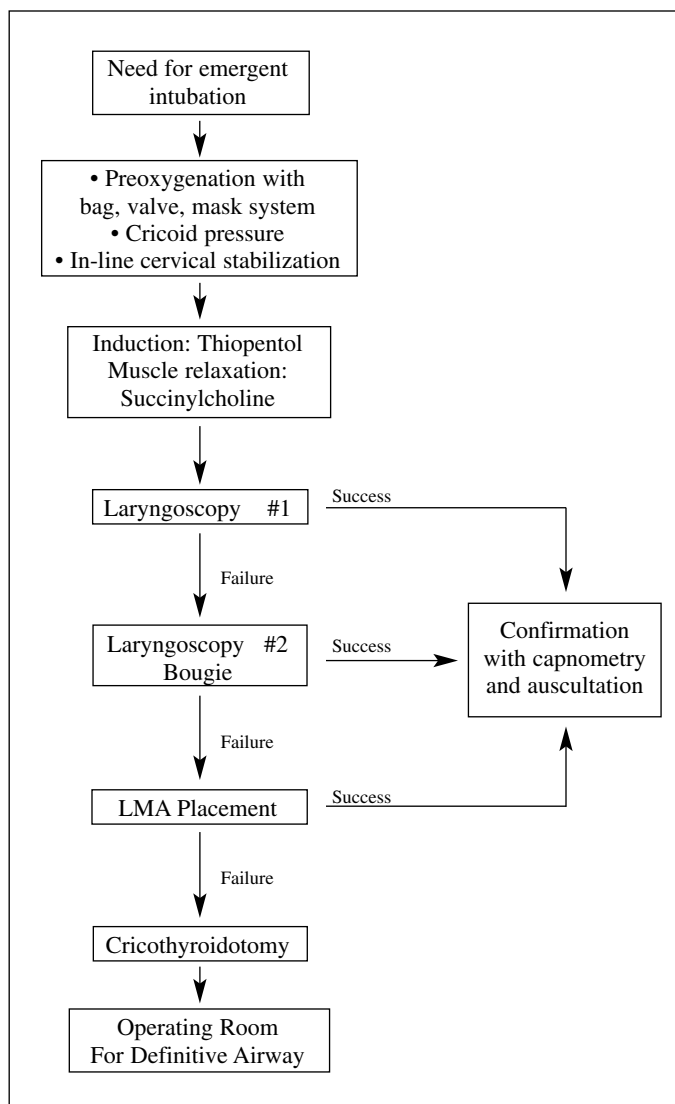 Need for emergent
intubation
• Preoxygenation with
bag, valve, mask system
• Cricoid pressure
• In-line cervical stabilization
Induction: Thiopentol
Muscle relaxation:
Succinylcholine
Laryngoscopy #1
Success
Failure
Laryngoscopy #2
Bougie
Success
Confirmation
with capnometry
and auscultation
Failure
LMA Placement
Success
Failure
Cricothyroidotomy
Operating Room
For Definitive Airway